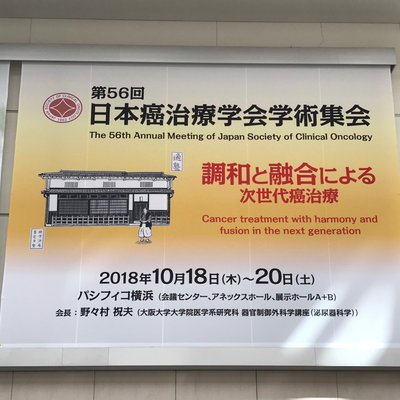 第56回
日本癌治療学会学術集会
The 56th Annual Meeting of Japan Society of Clinical Oncology
適塾
調和と融合による
次世代癌治療
Cancer treatment with harmony and
fusion in the next generation
2018年10月18日(木)～20日(土)
パシフィコ横浜（会議センター、アネックスホール、展示ホールA+B）
会長：野々村 祝夫（大阪大学大学院医学系研究科 器官制御外科学講座（泌尿器科学））